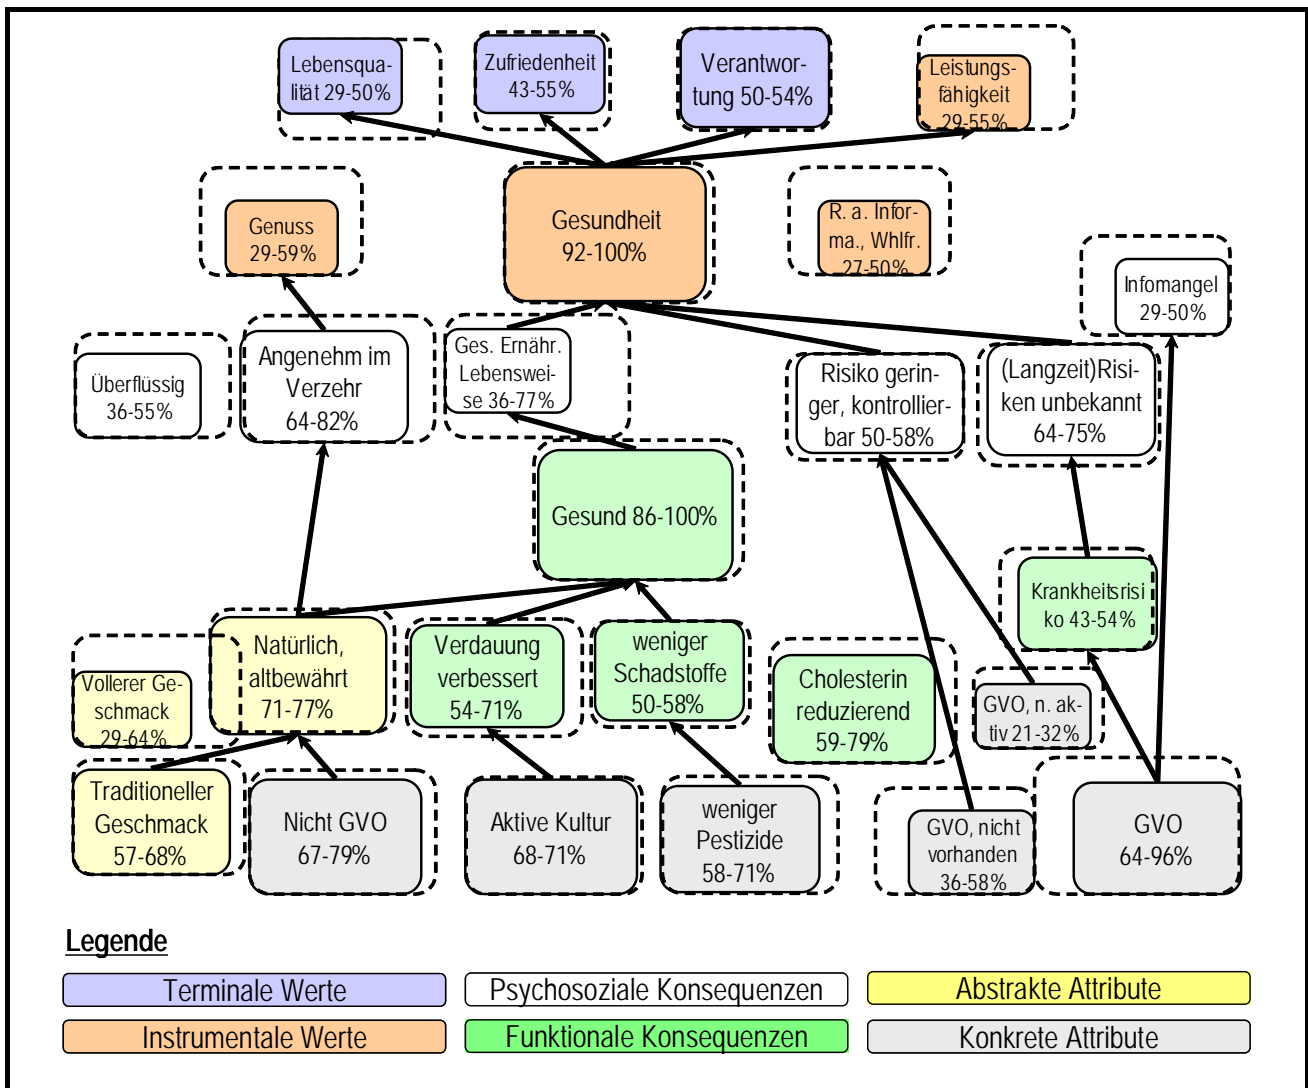 Lebensqua-
lität 29-50%
Zufriedenheit
43-55%
Verantwor-
tung 50-54%
Leistungs-
fähigkeit
29-55%
Genuss
29-59%
Gesundheit
92-100%
R. a. Infor-
ma., Whlfr.
27-50%
Infomangel
29-50%
Überflüssig
36-55%
Angenehm im
Verzehr
64-82%
Ges. Ernähr.
Lebenswei-
se 36-77%
Risiko gerin-
ger, kontrollier-
bar 50-58%
(Langzeit)Risi-
ken unbekannt
64-75%
Gesund 86-100%
Krankheitsrisi
ko 43-54%
Vollerer Ge-
schmack
29-64%
Natürlich,
altbewährt
71-77%
Verdauung
verbessert
54-71%
weniger
Schadstoffe
50-58%
Cholesterin
reduzierend
59-79%
GVO, n. ak-
tiv 21-32%
Traditioneller
Geschmack
57-68%
Nicht GVO
67-79%
Aktive Kultur
68-71%
weniger
Pestizide
58-71%
GVO, nicht
vorhanden
36-58%
GVO
64-96%
Legende
Terminale Werte
Psychosoziale Konsequenzen
Abstrakte Attribute
Instrumentale Werte
Funktionale Konsequenzen
Konkrete Attribute